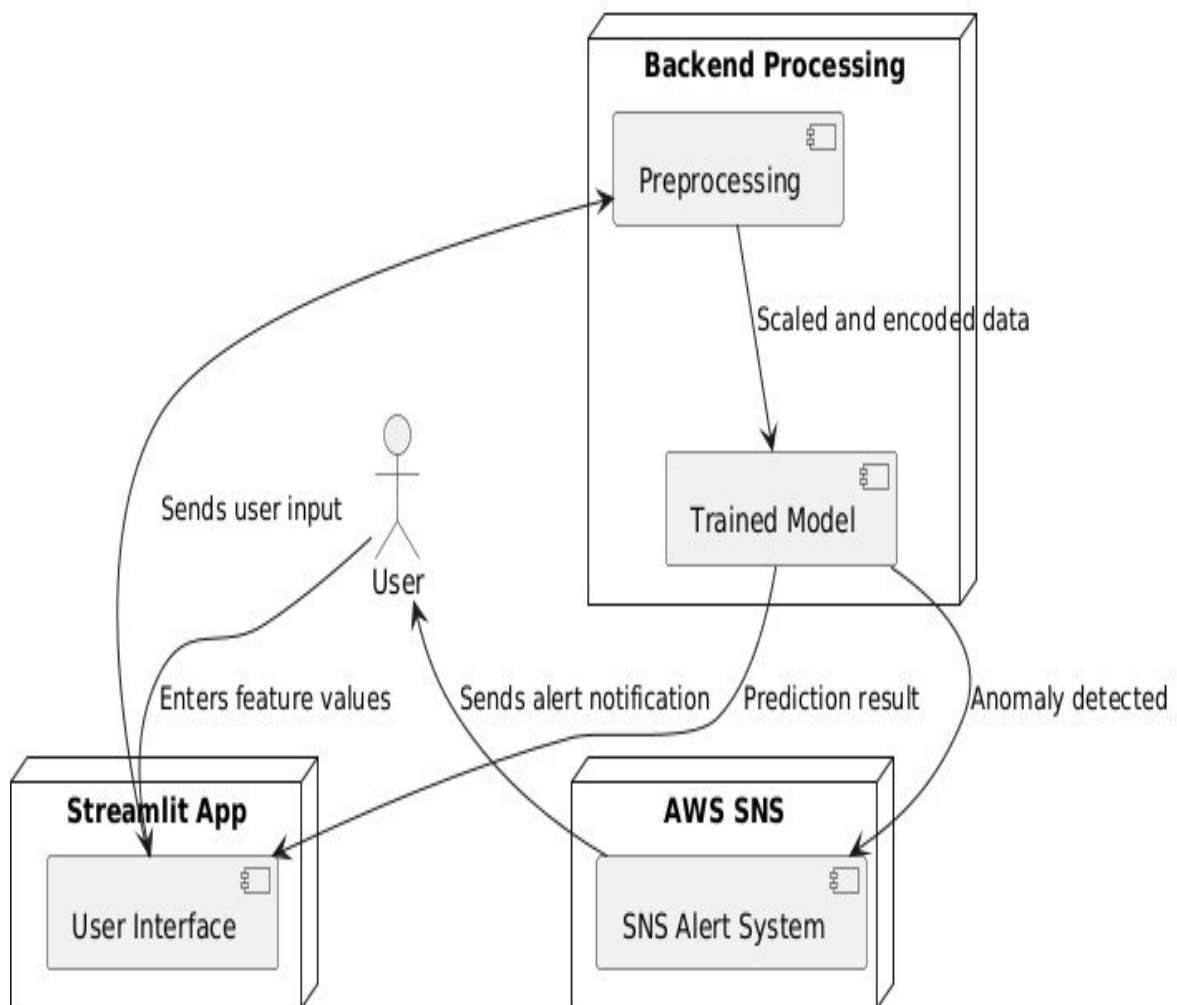 Backend Processing
Preprocessing
Scaled and encoded data
Trained Model
Sends user input
User
Enters feature values
Sends alert notification
Prediction result
Anomaly detected
Streamlit App
User Interface
AWS SNS
SNS Alert System